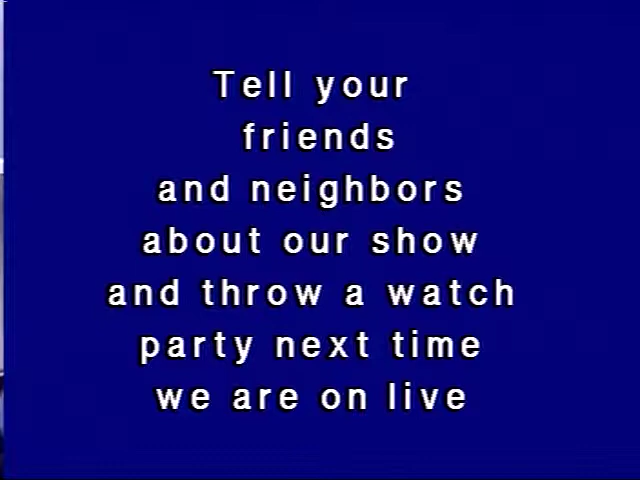 Tell your
friends
and neighbors
about our show
and throw a watch
party next time
we are on live